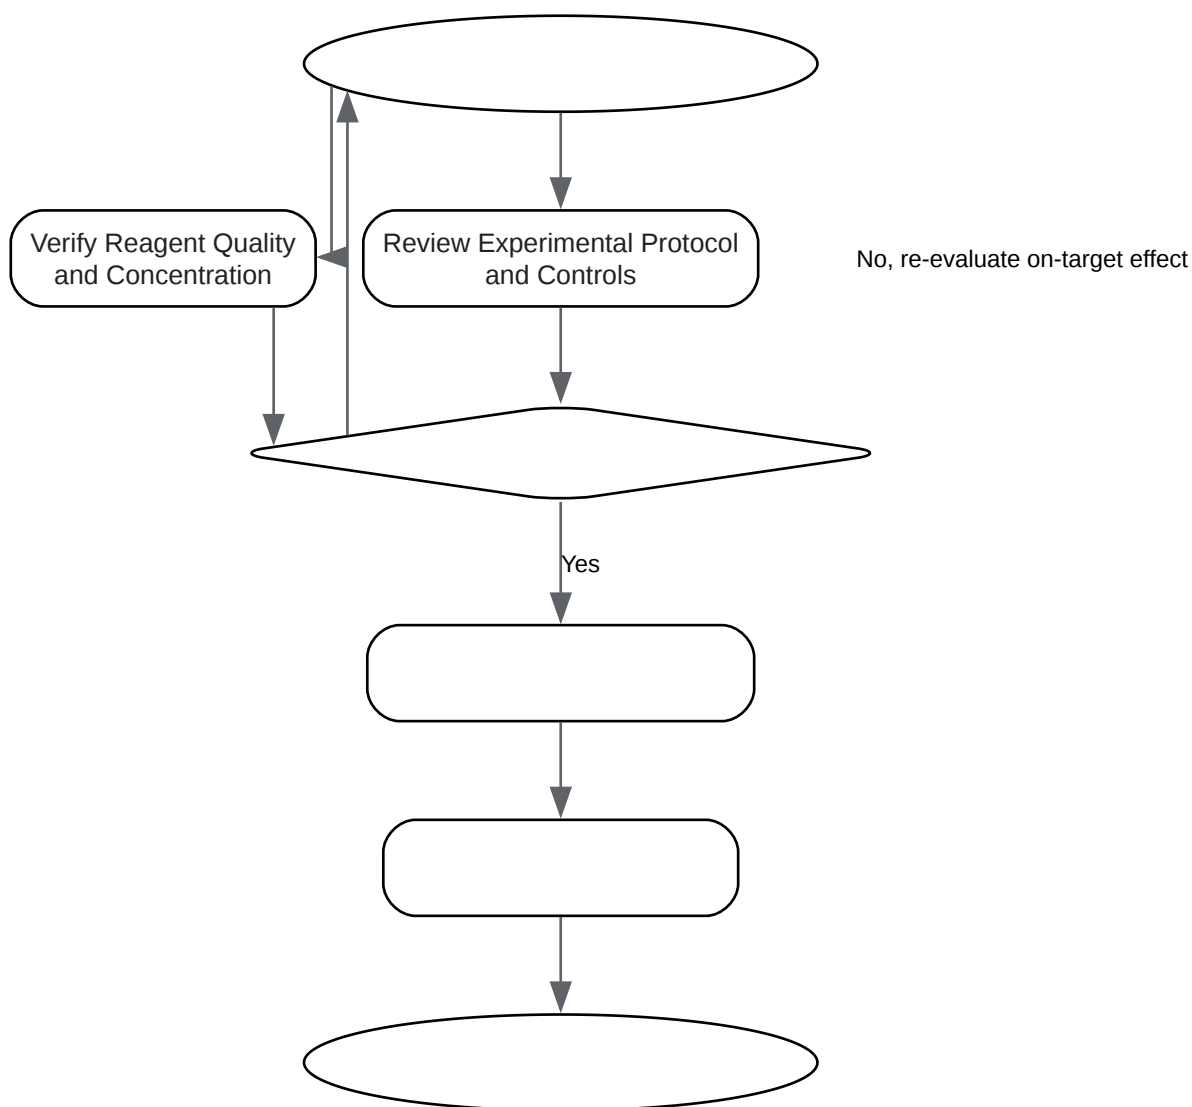 Verify Reagent Quality
and Concentration
Review Experimental Protocol
and Controls
No, re-evaluate on-target effect
Yes